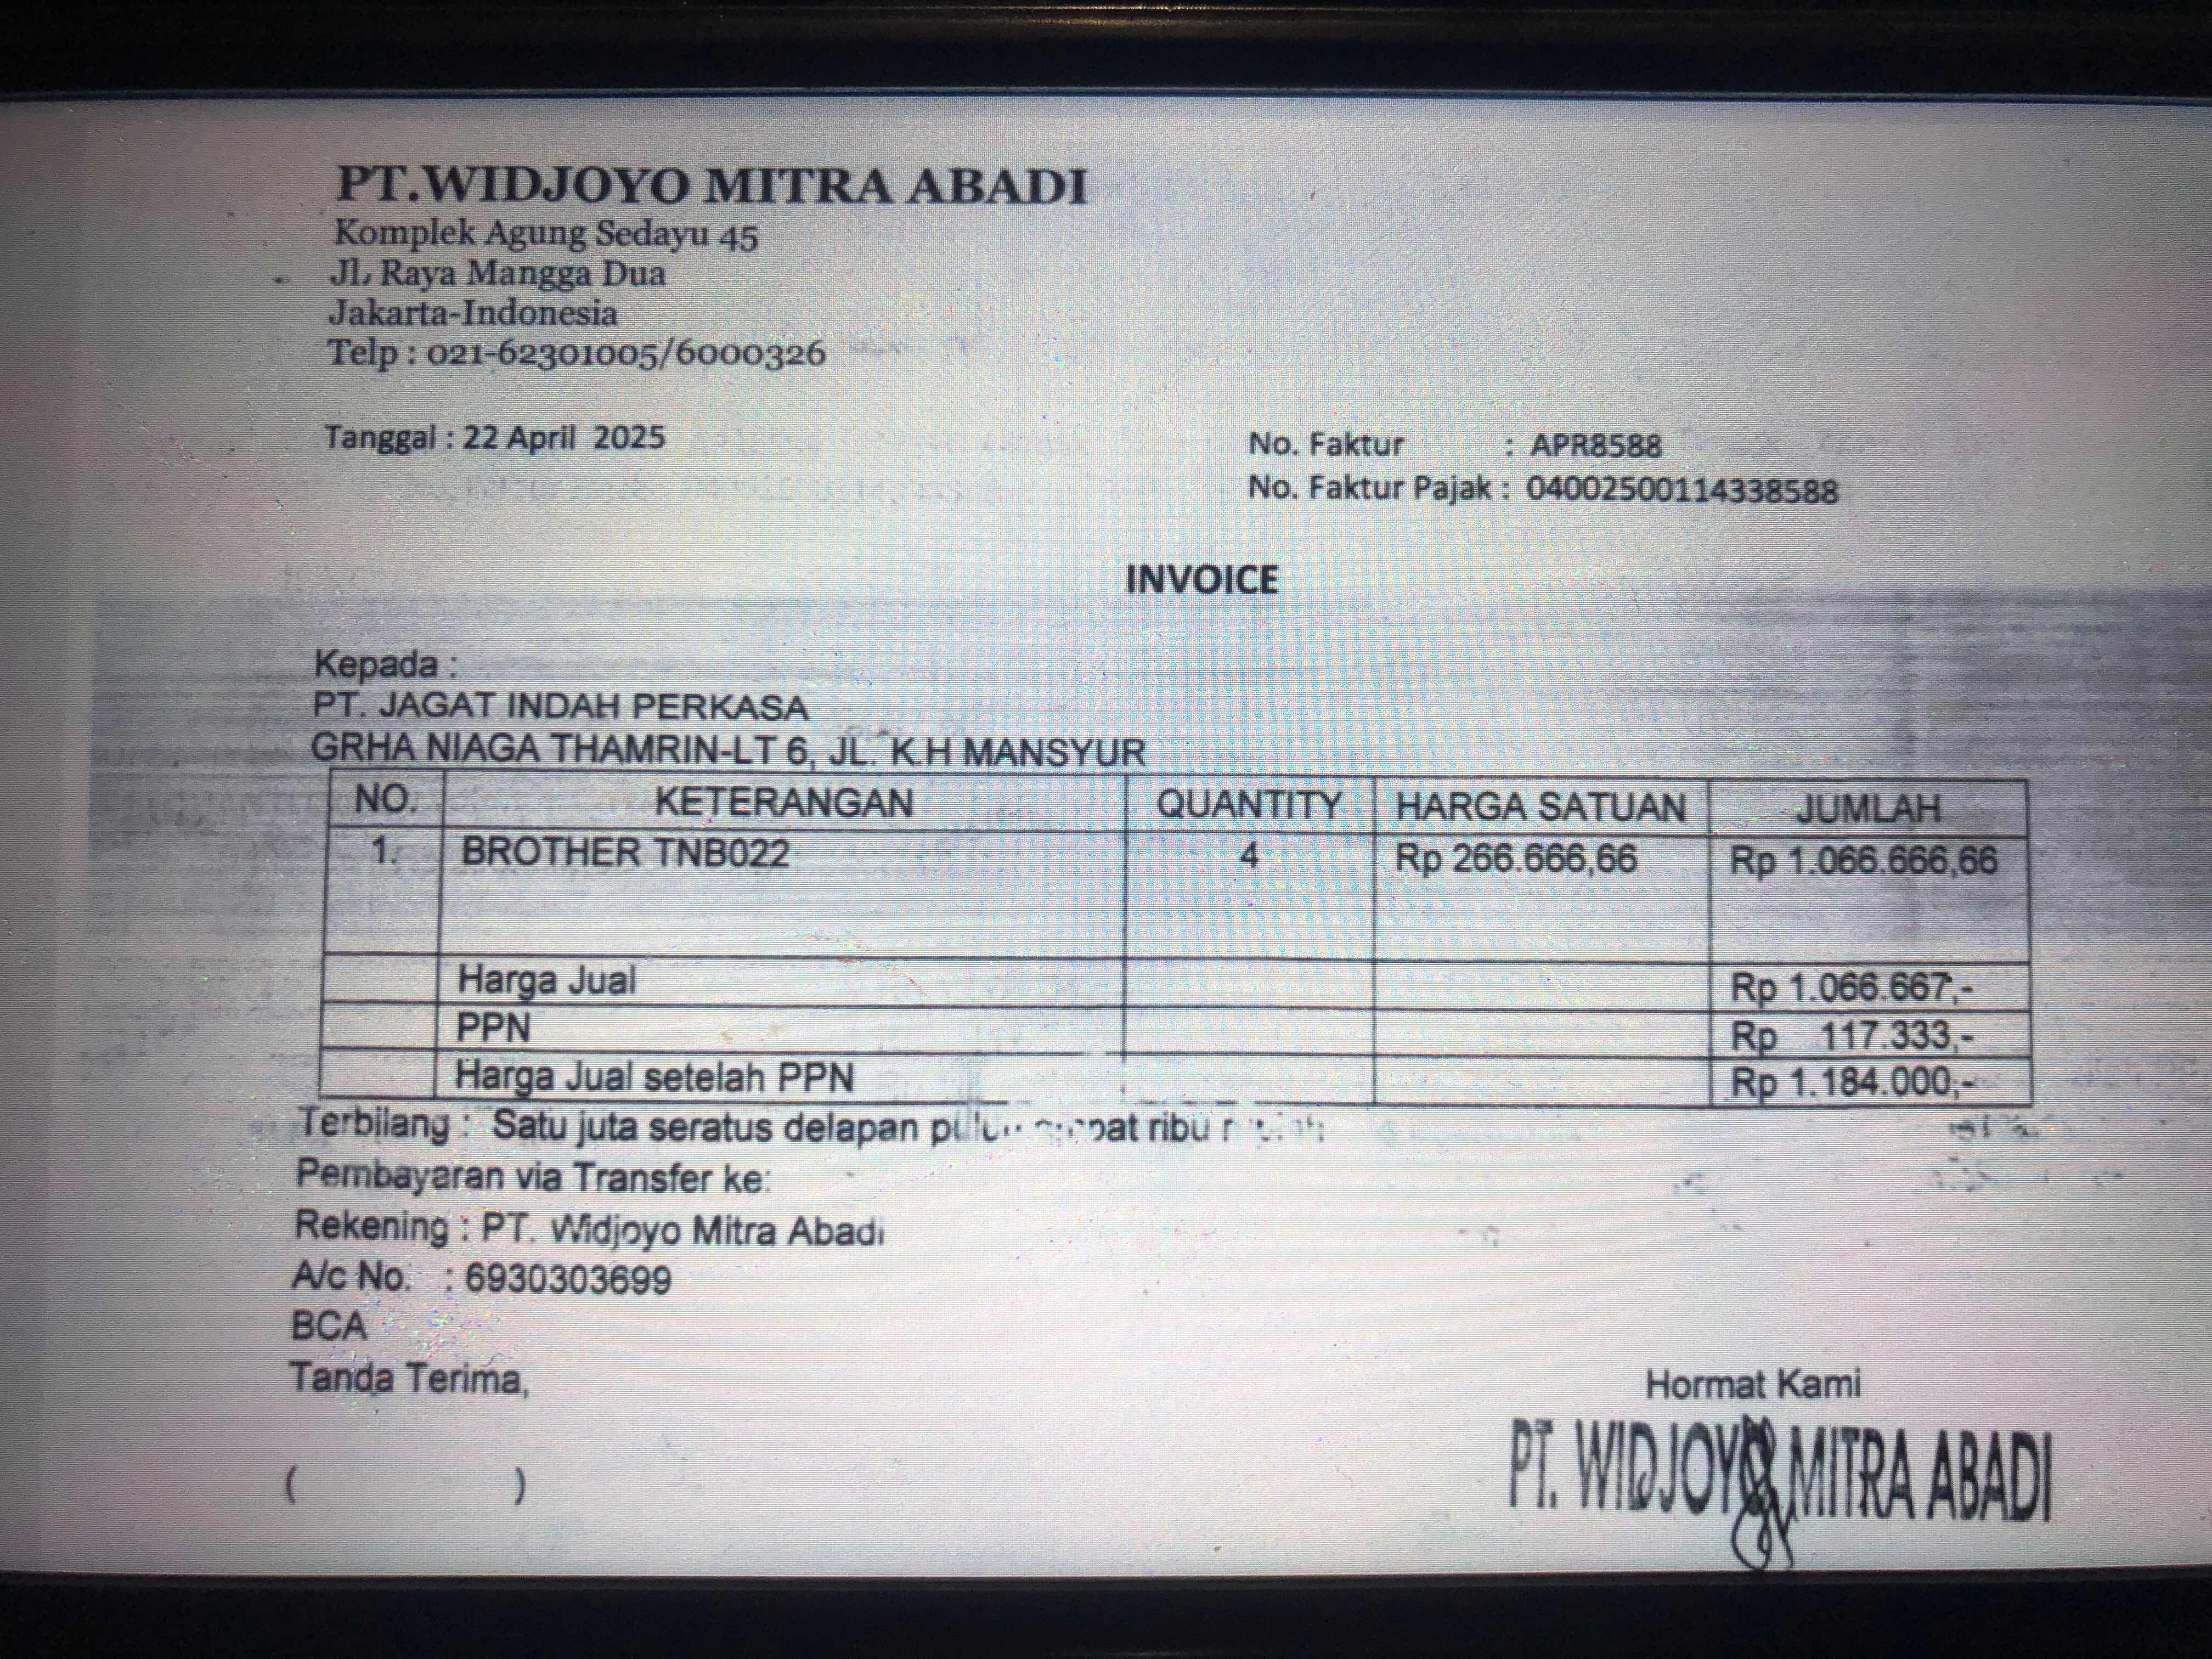 PT.WIDJOYO MITRA ABADI
Komplek Agung Sedayu 45
Jl. Raya Mangga Dua
Jakarta-Indonesia
Telp : 021-62301005/6000326
Tanggal : 22 April 2025
No. Faktur : APR8588
No. Faktur Pajak : 04002500114338588
INVOICE
Kepada :
PT. JAGAT INDAH PERKASA
GRHA NIAGA THAMRIN-LT 6, JL. K.H MANSYUR
NO. KETERANGAN QUANTITY HARGA SATUAN JUMLAH
1. BROTHER TNB022 4 Rp 266.666,66 Rp 1.066.666,66
Harga Jual Rp 1.066.667,-
PPN Rp 117.333,-
Harga Jual setelah PPN Rp 1.184.000,-
Terbilang : Satu juta seratus delapan ribu
Pembayaran via Transfer ke:
Rekening : PT. Widjoyo Mitra Abadi
A/c No. : 6930303699
BCA
Tanda Terima,
Hormat Kami
( )
PT. WIDJOYO MITRA ABADI